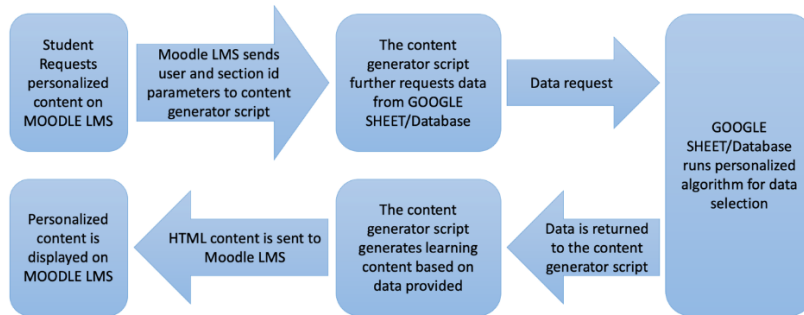 Student
Requests
personalized
content on
MOODLE LMS
Moodle LMS sends
user and section id
parameters to content
generator script
The content
generator script
further requests data
from GOOGLE
SHEET/Database
Data request
GOOGLE
SHEET/Database
runs personalized
algorithm for data
selection
Data is returned
to the content
generator script
The content
generator script
generates learning
content based on
data provided
HTML content is sent to
Moodle LMS
Personalized
content is
displayed on
MOODLE LMS